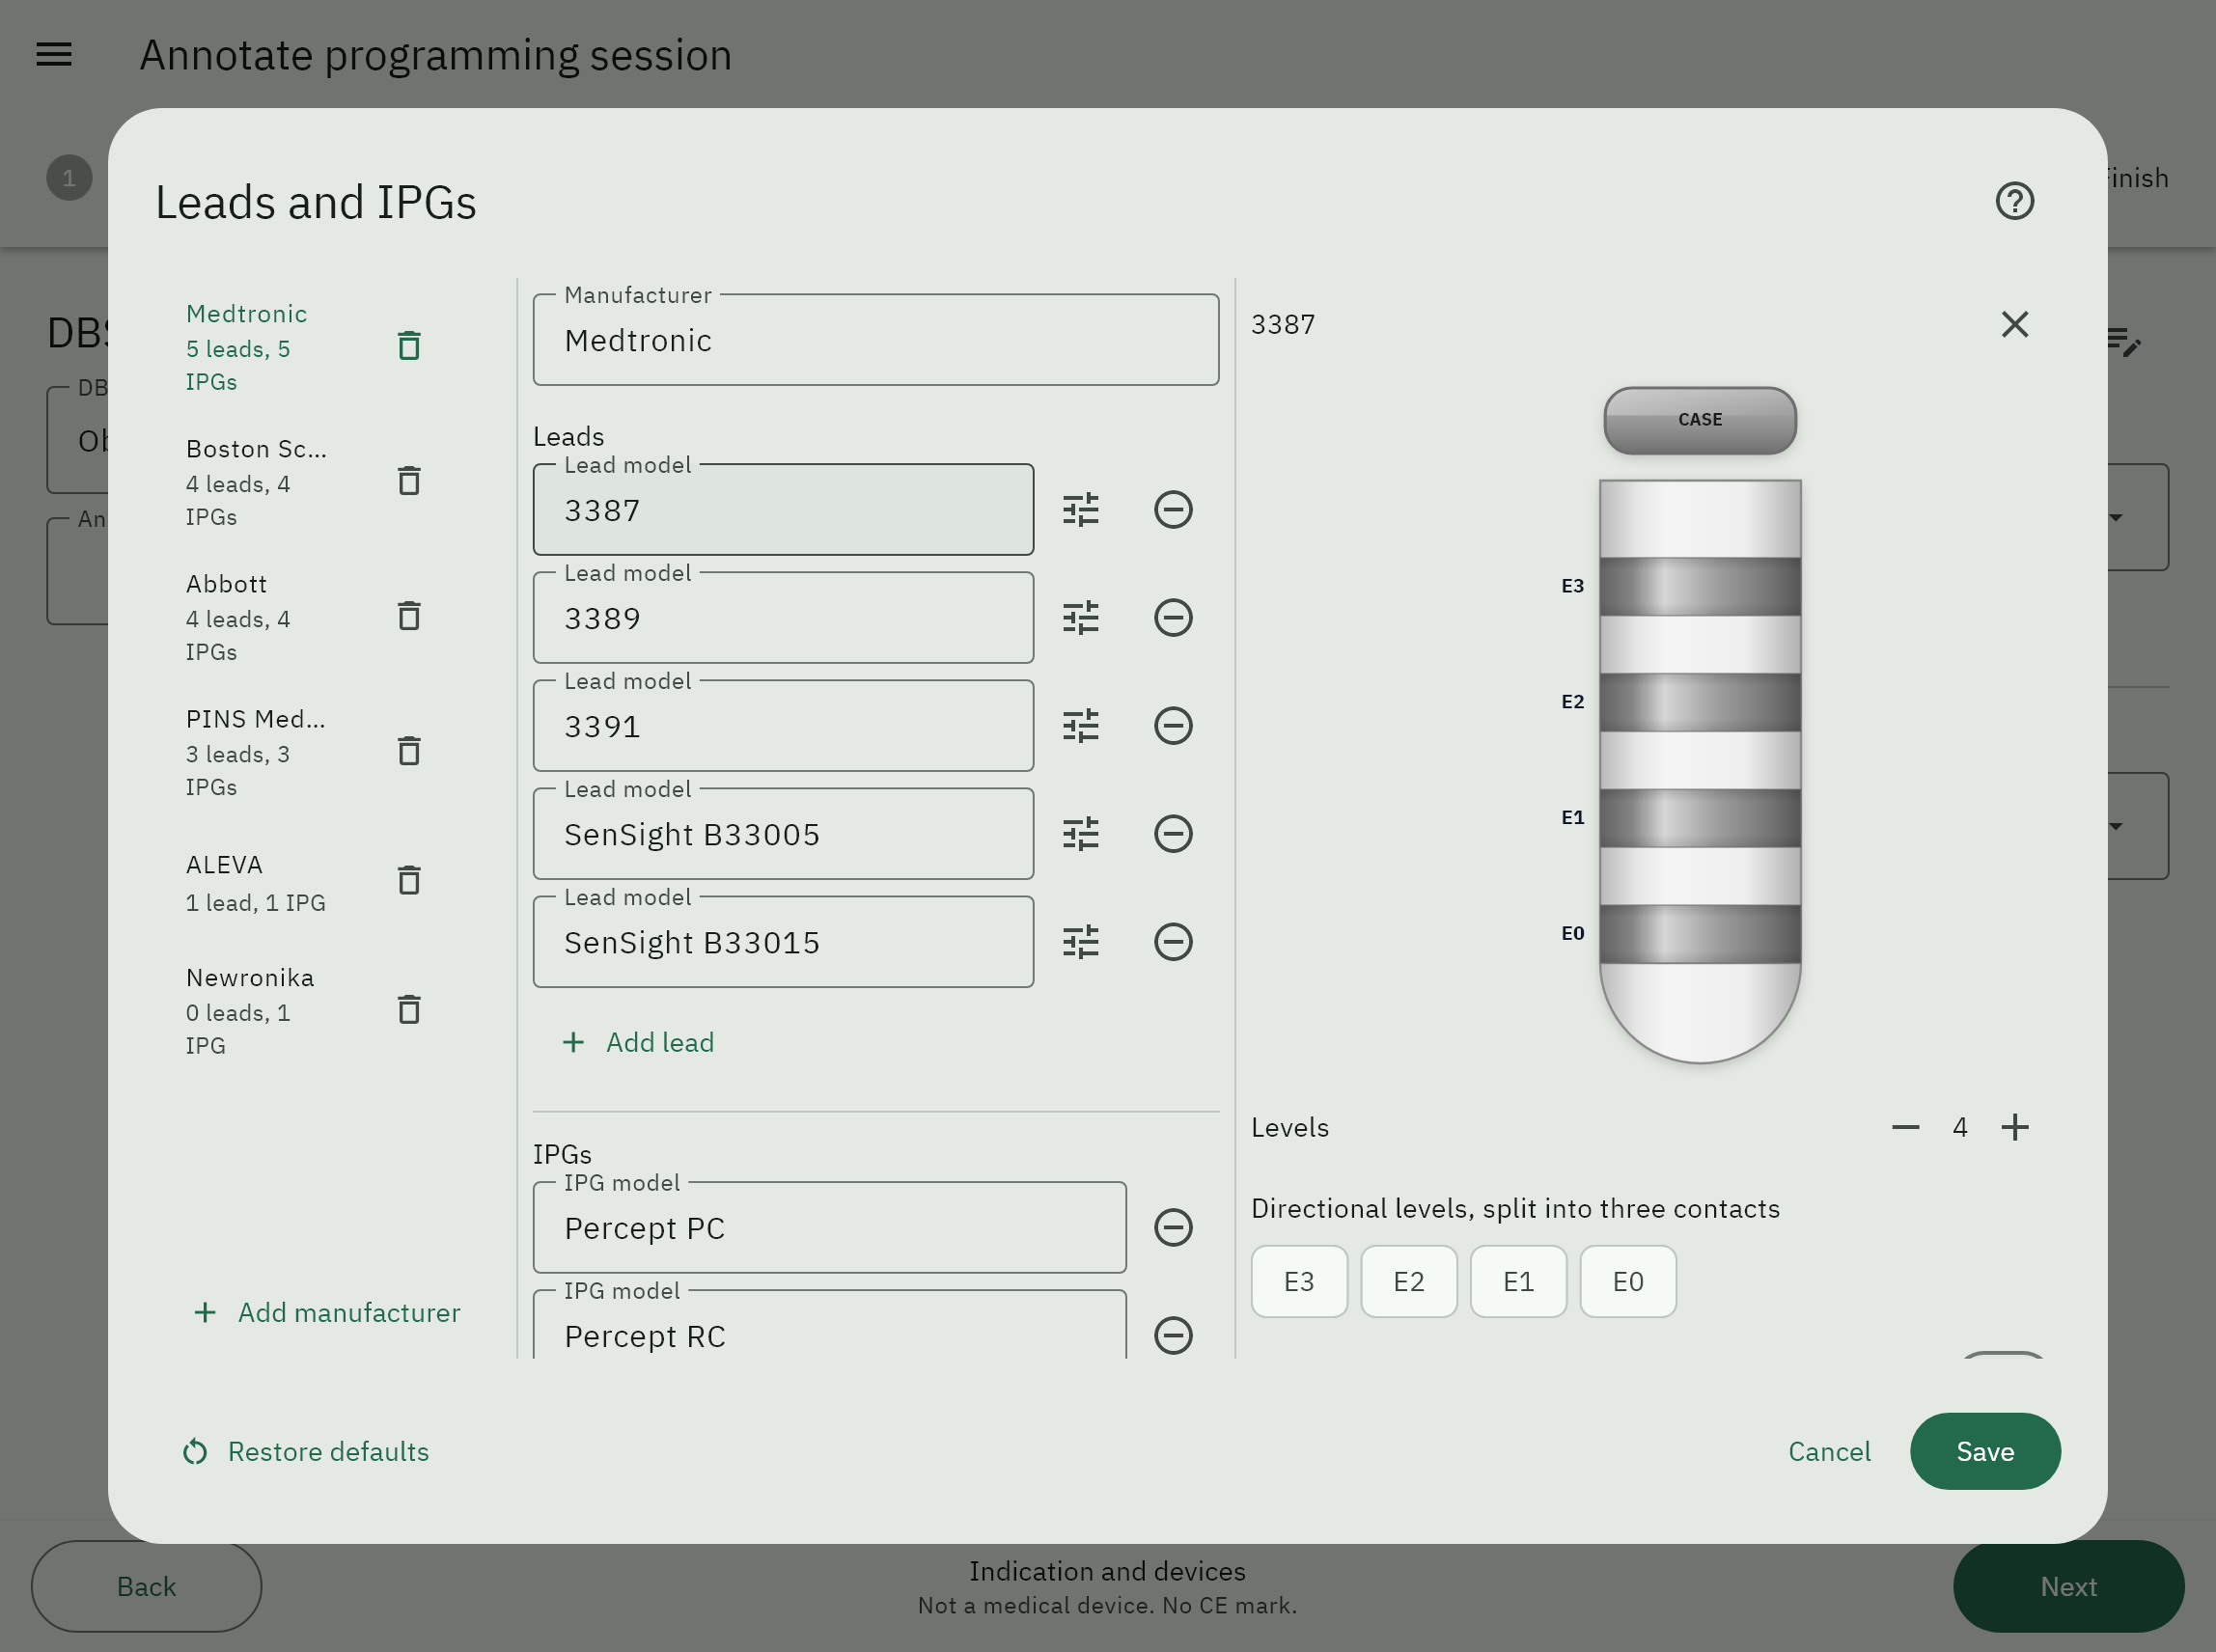 Annotate programming session
1
Finish
Leads and IPGs
Medtronic
5 leads, 5
IPGs
Boston Sc...
4 leads, 4
IPGs
Abbott
4 leads, 4
IPGs
PINS Med...
3 leads, 3
IPGs
ALEVA
1 lead, 1 IPG
Newronika
0 leads, 1
IPG
Add manufacturer
Manufacturer
Medtronic
Leads
Lead model
3387
Lead model
3389
Lead model
3391
Lead model
SenSight B33005
Lead model
SenSight B33015
Add lead
IPGs
IPG model
Percept PC
IPG model
Percept RC
3387
CASE
E3
E2
E1
E0
Levels
4
Directional levels, split into three contacts
E3 E2 E1 E0
Restore defaults
Cancel
Save
Back
Indication and devices
Not a medical device. No CE mark.
Next